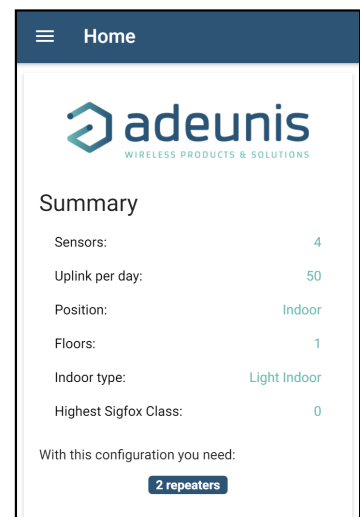 Home
adeunis
WIRELESS PRODUCTS & SOLUTIONS
Summary
Sensors: 4
Uplink per day: 50
Position: Indoor
Floors: 1
Indoor type: Light Indoor
Highest Sigfox Class: 0
With this configuration you need:
2 repeaters